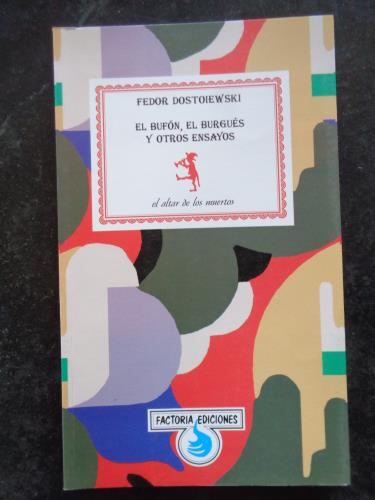 FEDOR DOSTOIEWSKI
EL BUFÓN, EL BURGUÉS
Y OTROS ENSAYOS
el altar de los muertos
FACTORIA EDICIONES